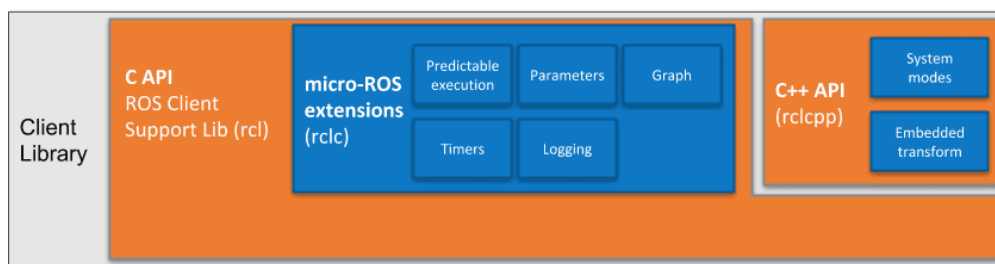 Client
Library
C API
ROS Client
Support Lib (rcl)
micro-ROS
extensions
(rclc)
Predictable
execution
Parameters
Graph
Timers
Logging
C++ API
(rclcpp)
System
modes
Embedded
transform